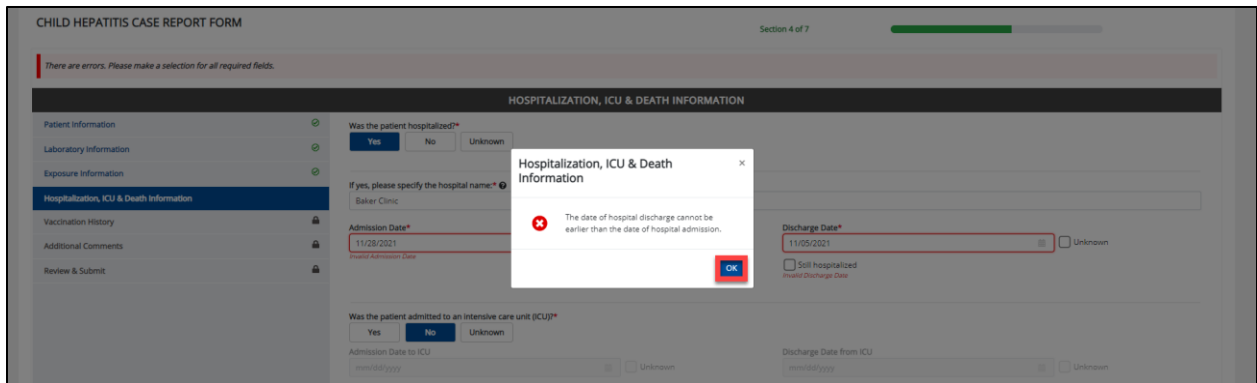 CHILD HEPATITIS CASE REPORT FORM
Section 4 of 7
There are errors. Please make a selection for all required fields.
HOSPITALIZATION, ICU & DEATH INFORMATION
Patient Information
Laboratory Information
Exposure Information
Hospitalization, ICU & Death Information
Vaccination History
Additional Comments
Review & Submit
Was the patient hospitalized?*
Yes No Unknown
If yes, please specify the hospital name:*
Baker Clinic
Admission Date*
11/28/2021
Invalid Admission Date
Discharge Date*
11/05/2021 Unknown
Still hospitalized
Invalid Discharge Date
Hospitalization, ICU & Death ×
Information
The date of hospital discharge cannot be
earlier than the date of hospital admission.
OK
Was the patient admitted to an intensive care unit (ICU)?*
Yes No Unknown
Admission Date to ICU
mm/dd/yyyy Unknown
Discharge Date from ICU
mm/dd/yyyy Unknown